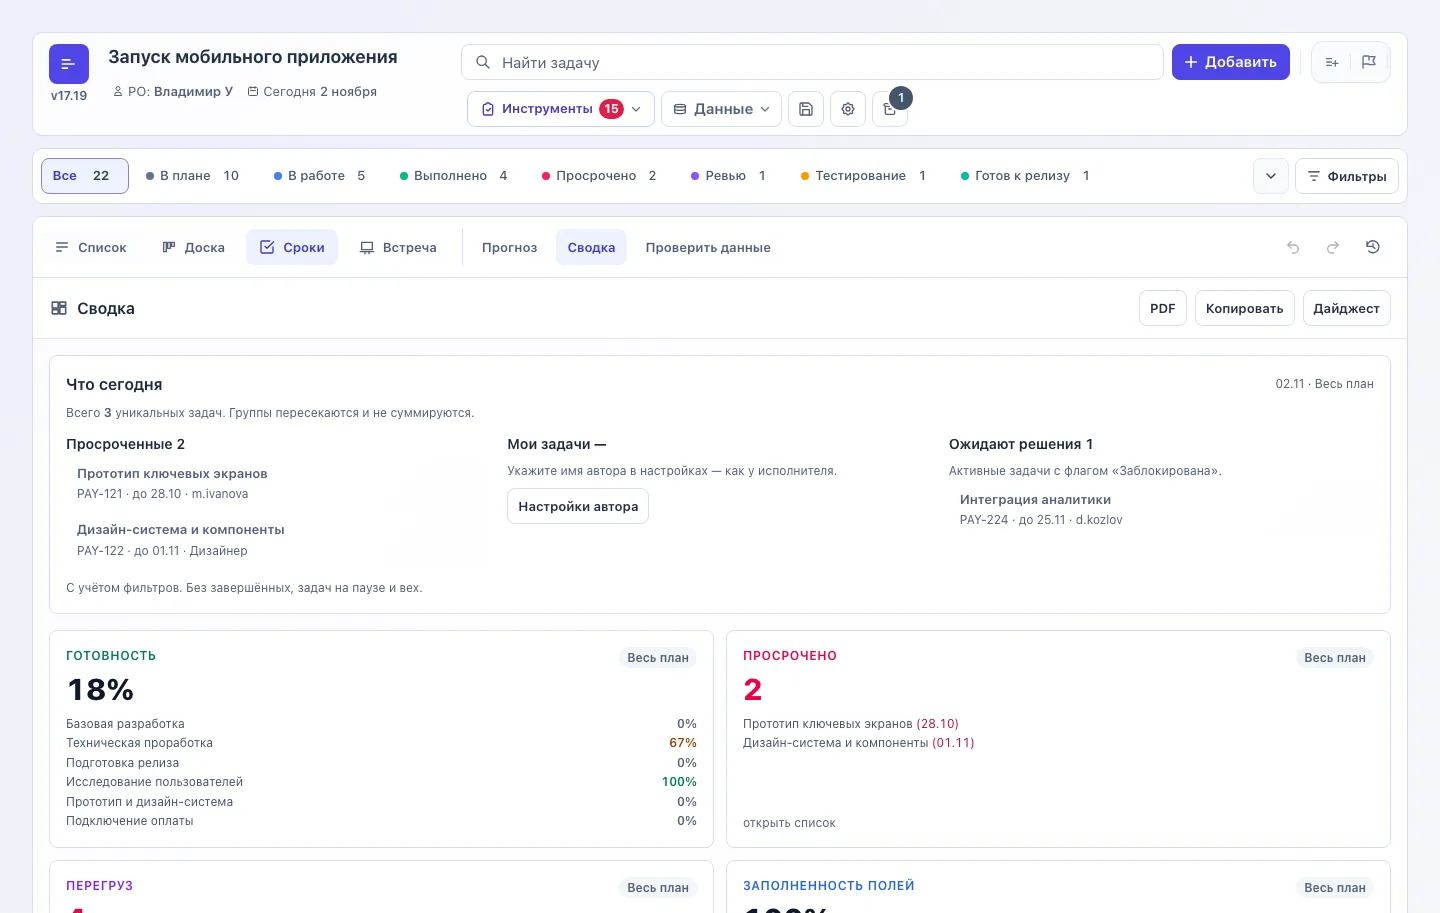 Запуск мобильного приложения
v17.19
PO: Владимир У
Сегодня 2 ноября
Найти задачу
Добавить
Инструменты 15
Данные
1
Все 22
В плане 10
В работе 5
Выполнено 4
Просрочено 2
Ревью 1
Тестирование 1
Готов к релизу 1
Фильтры
Список
Доска
Сроки
Встреча
Прогноз
Сводка
Проверить данные
Сводка
PDF
Копировать
Дайджест
Что сегодня
02.11 · Весь план
Всего 3 уникальных задач. Группы пересекаются и не суммируются.
Просроченные 2
Прототип ключевых экранов
PAY-121 · до 28.10 · m.ivanova
Дизайн-система и компоненты
PAY-122 · до 01.11 · Дизайнер
Мои задачи —
Укажите имя автора в настройках — как у исполнителя.
Настройки автора
Ожидают решения 1
Активные задачи с флагом «Заблокирована».
Интеграция аналитики
PAY-224 · до 25.11 · d.kozlov
С учётом фильтров. Без завершённых, задач на паузе и вех.
ГОТОВНОСТЬ
Весь план
18%
Базовая разработка 0%
Техническая проработка 67%
Подготовка релиза 0%
Исследование пользователей 100%
Прототип и дизайн-система 0%
Подключение оплаты 0%
ПРОСРОЧЕНО
Весь план
2
Прототип ключевых экранов (28.10)
Дизайн-система и компоненты (01.11)
открыть список
ПЕРЕГРУЗ
Весь план
ЗАПОЛНЕННОСТЬ ПОЛЕЙ
Весь план